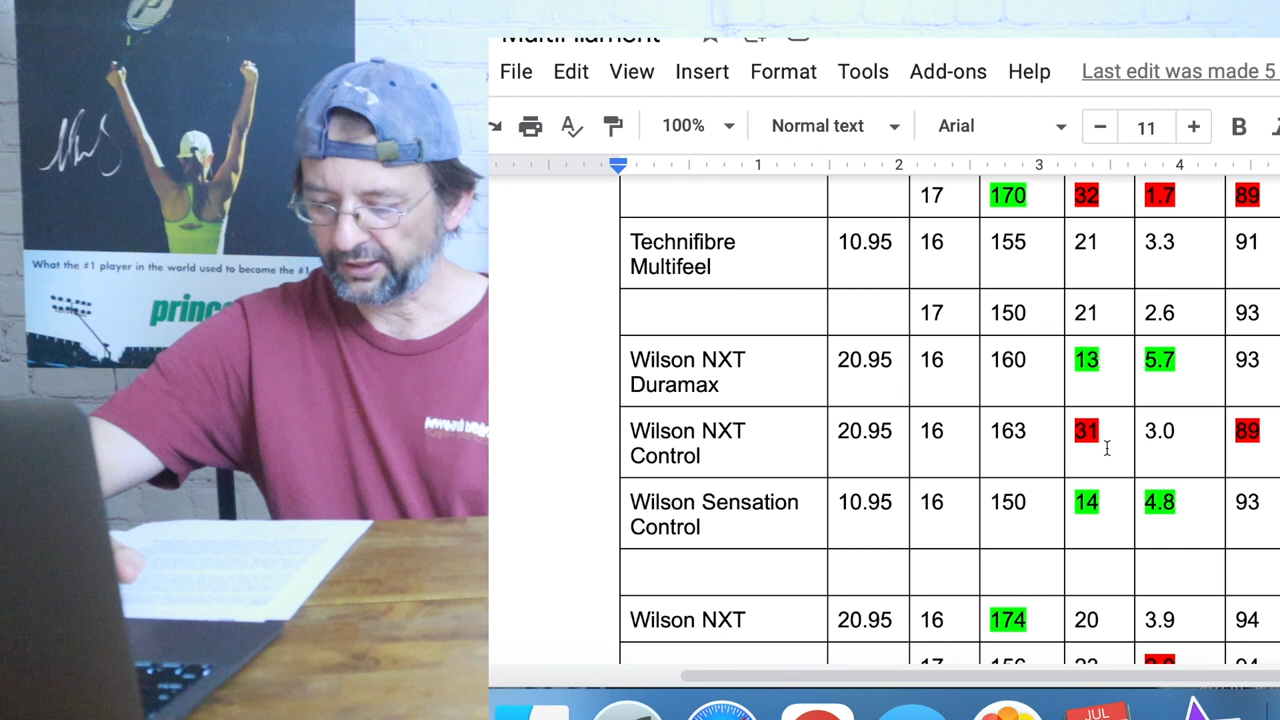 What the #1 player in the world used to become the #1
File Edit View Insert Format Tools Add-ons Help Last edit was made 5
100% Normal text Arial − 11 + B
1 2 3 4
17 170 32 1.7 89
Technifibre 10.95 16 155 21 3.3 91
Multifeel
17 150 21 2.6 93
Wilson NXT 20.95 16 160 13 5.7 93
Duramax
Wilson NXT 20.95 16 163 31 3.0 89
Control
Wilson Sensation 10.95 16 150 14 4.8 93
Control
Wilson NXT 20.95 16 174 20 3.9 94
JUL